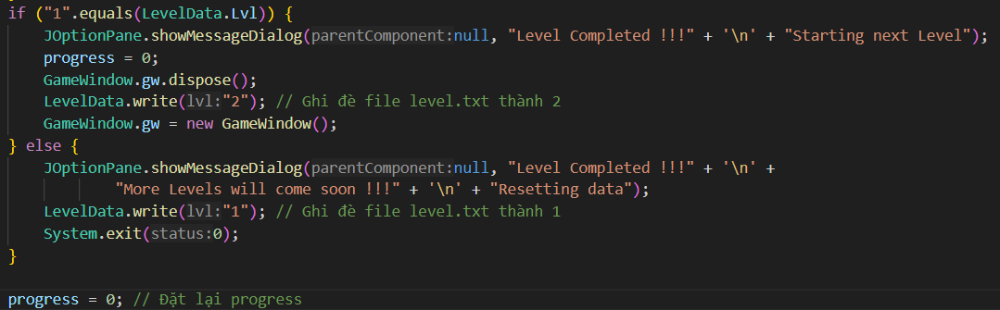 if ("1".equals(LevelData.Lvl)) {
JOptionPane.showMessageDialog(parentComponent:null, "Level Completed !!!" + '\n' + "Starting next Level");
progress = 0;
GameWindow.gw.dispose();
LevelData.write(lvl:"2"); // Ghi đè file level.txt thành 2
GameWindow.gw = new GameWindow();
} else {
JOptionPane.showMessageDialog(parentComponent:null, "Level Completed !!!" + '\n' +
"More Levels will come soon !!!" + '\n' + "Resetting data");
LevelData.write(lvl:"1"); // Ghi đè file level.txt thành 1
System.exit(status:0);
}
progress = 0; // Đặt lại progress